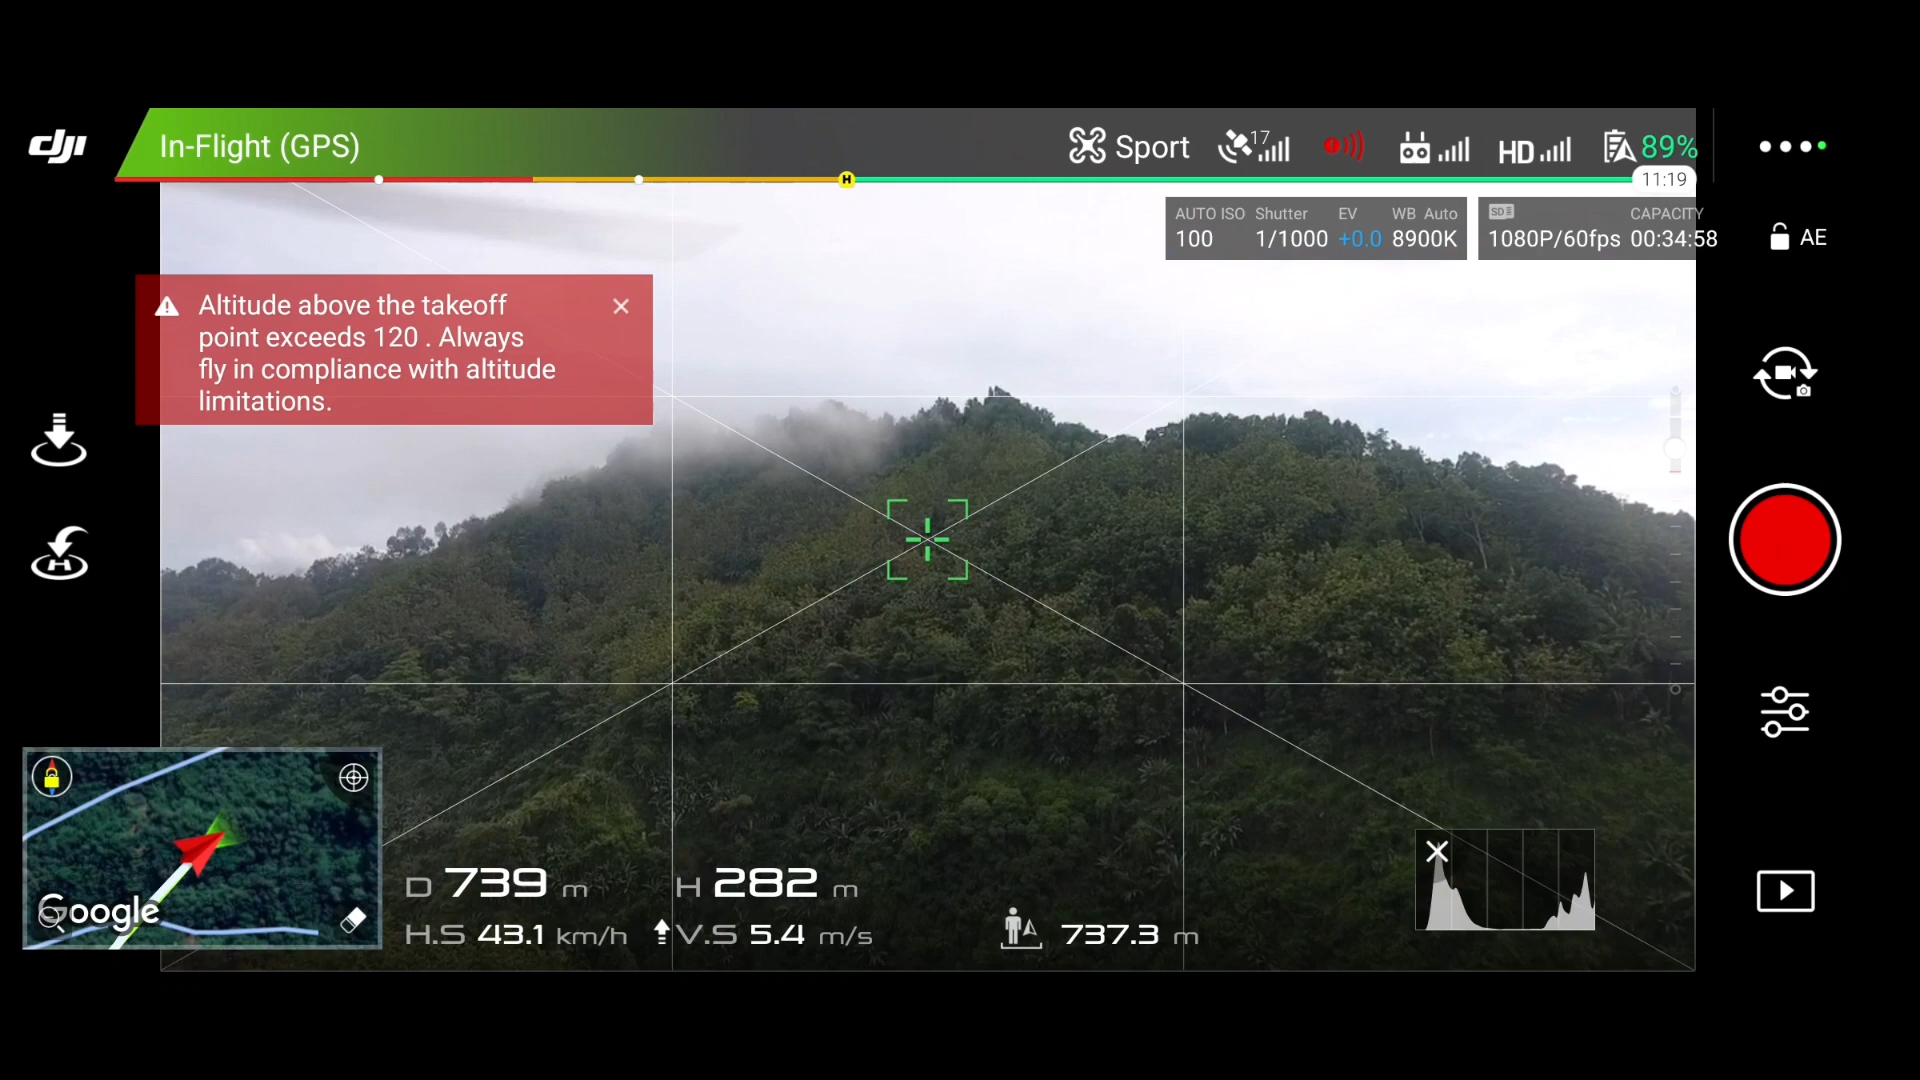 dji
In-Flight (GPS)
Sport
17
HD
89%
H
11:19
AUTO ISO Shutter EV WB Auto
100 1/1000 +0.0 8900K
SD
CAPACITY
1080P/60fps 00:34:58
AE
Altitude above the takeoff
point exceeds 120 . Always
fly in compliance with altitude
limitations.
H
Google
D 739 m H 282 m
H.S 43.1 km/h V.S 5.4 m/s 737.3 m